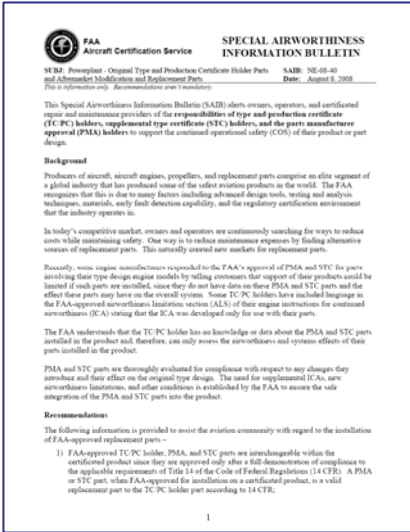 FAA
Aircraft Certification Service
SPECIAL AIRWORTHINESS
INFORMATION BULLETIN
SUBJ: Powerplant - Original Type and Production Certificate Holder Parts
and Aftermarket Modification and Replacement Parts
SAIB: NE-08-40
Date: August 8, 2008
This is information only. Recommendations aren't mandatory.
This Special Airworthiness Information Bulletin (SAIB) alerts owners, operators, and certificated
repair and maintenance providers of the responsibilities of type and production certificate
(TC/PC) holders, supplemental type certificate (STC) holders, and the parts manufacturer
approval (PMA) holders to support the continued operational safety (COS) of their product or part
design.
Background
Producers of aircraft, aircraft engines, propellers, and replacement parts comprise an elite segment of
a global industry that has produced some of the safest aviation products in the world. The FAA
recognizes that this is due to many factors including advanced design tools, testing and analysis
techniques, materials, early fault detection capability, and the regulatory certification environment
that the industry operates in.
In today's competitive market, owners and operators are continuously searching for ways to reduce
costs while maintaining safety. One way is to reduce maintenance expenses by finding alternative
sources of replacement parts. This naturally created new markets for replacement parts.
Recently, some engine manufacturers responded to the FAA's approval of PMA and STC for parts
involving their type design engine models by telling customers that support of their products could be
limited if such parts are installed, since they do not have data on these PMA and STC parts and the
effect these parts may have on the overall system. Some TC/PC holders have included language in
the FAA-approved airworthiness limitation section (ALS) of their engine instructions for continued
airworthiness (ICA) stating that the ICA was developed only for use with their parts.
The FAA understands that the TC/PC holder has no knowledge or data about the PMA and STC parts
installed in the product and, therefore, can only assess the airworthiness and systems effects of their
parts installed in the product.
PMA and STC parts are thoroughly evaluated for compliance with respect to any changes they
introduce and their effect on the original type design. The need for supplemental ICAs, new
airworthiness limitations, and other conditions is established by the FAA to ensure the safe
integration of the PMA and STC parts into the product.
Recommendations
The following information is provided to assist the aviation community with regard to the installation
of FAA-approved replacement parts –
1) FAA-approved TC/PC holder, PMA, and STC parts are interchangeable within the
certificated product since they are approved only after a full demonstration of compliance to
the applicable requirements of Title 14 of the Code of Federal Regulations (14 CFR). A PMA
or STC part, when FAA-approved for installation on a certificated product, is a valid
replacement part to the TC/PC holder part according to 14 CFR;
1